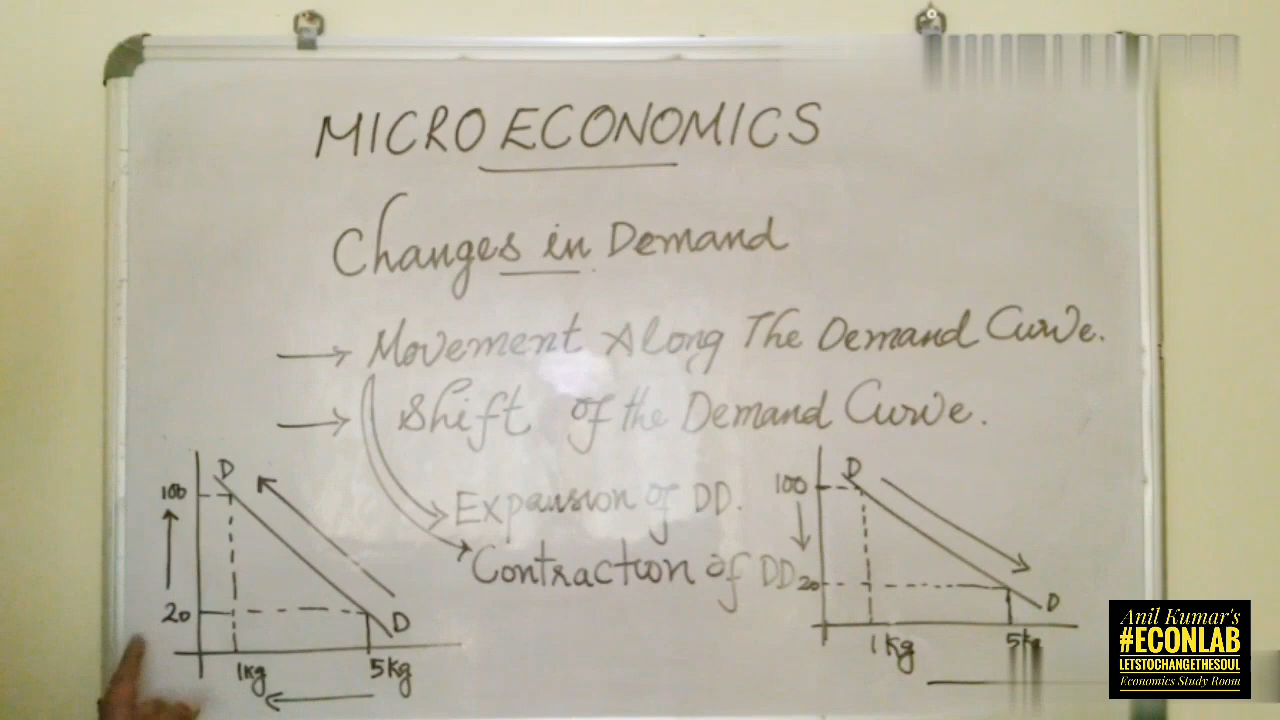 MICRO ECONOMICS
Changes in Demand
→ Movement Along The Demand Curve.
→ Shift of the Demand Curve.
Expansion of DD.
Contraction of DD
D
100
20
D
1kg
5kg
D
100
20
D
1kg
5kg
Anil Kumar's
#ECONLAB
LETSTOCHANGETHESOUL
Economics Study Room